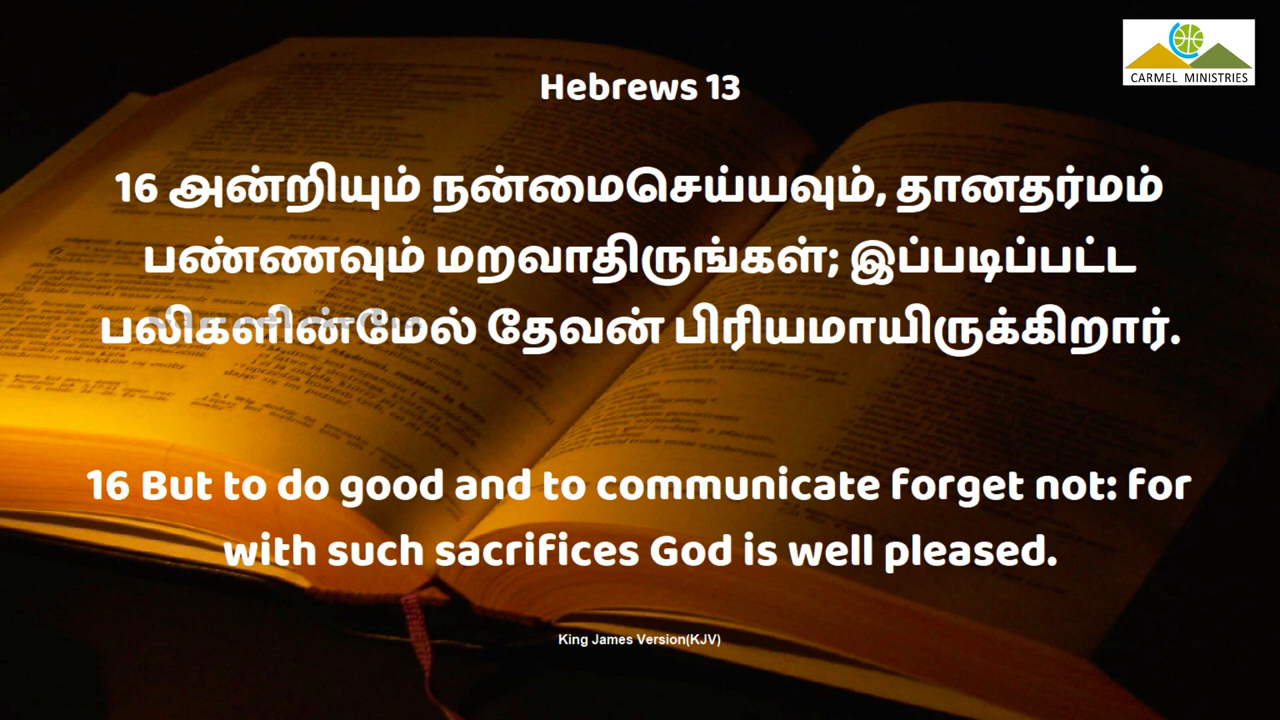 CARMEL MINISTRIES
Hebrews 13
16 அன்றியும் நன்மைசெய்யவும், தானதர்மம்
பண்ணவும் மறவாதிருங்கள்; இப்படிப்பட்ட
பலிகளின்மேல் தேவன் பிரியமாயிருக்கிறார்.
16 But to do good and to communicate forget not: for
with such sacrifices God is well pleased.
King James Version(KJV)